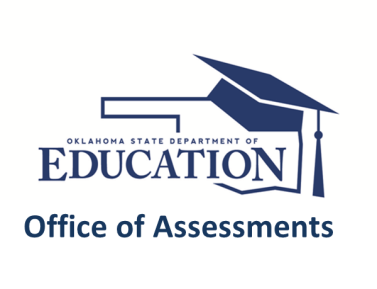 OKLAHOMA STATE DEPARTMENT OF
EDUCATION
Office of Assessments